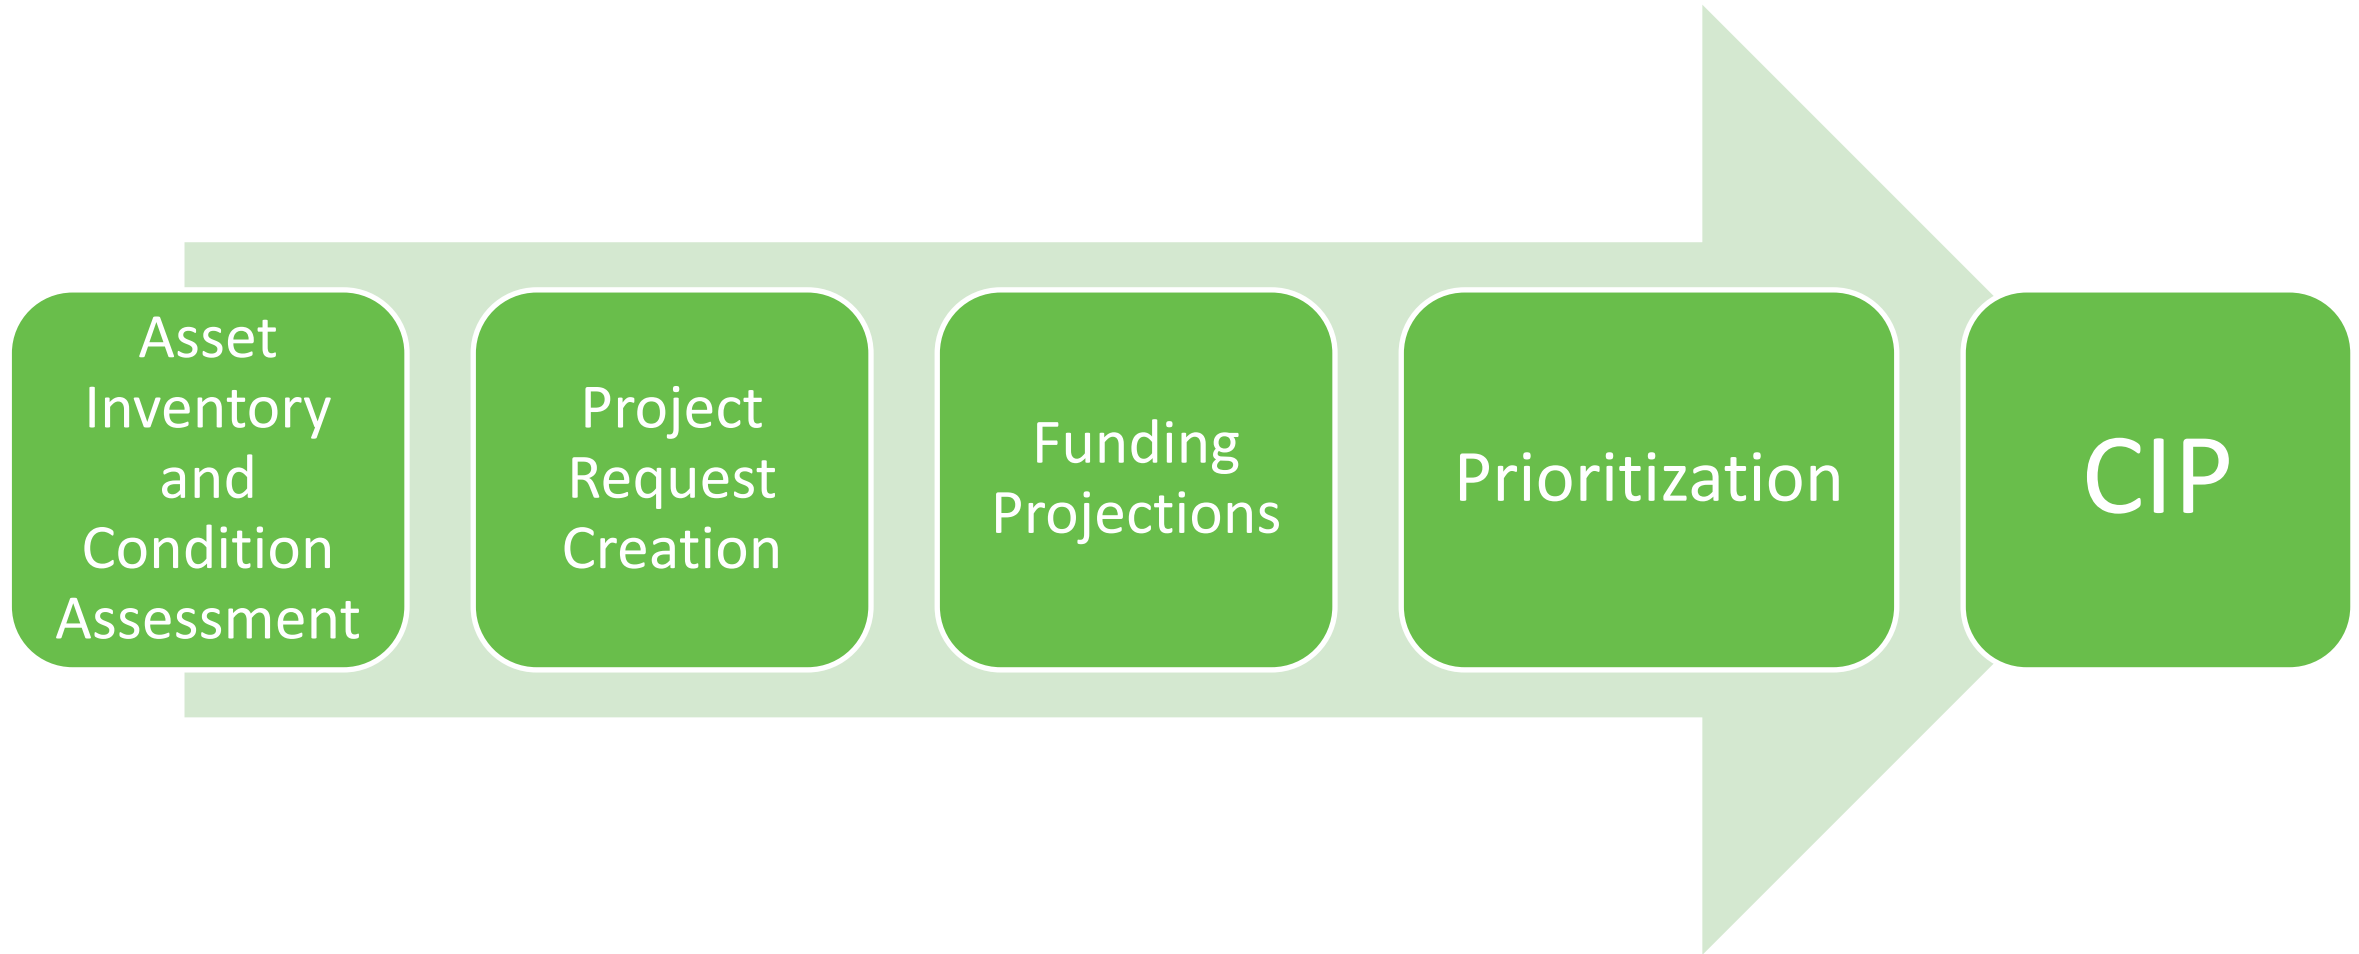 Asset
Inventory
and
Condition
Assessment
Project
Request
Creation
Funding
Projections
Prioritization
CIP